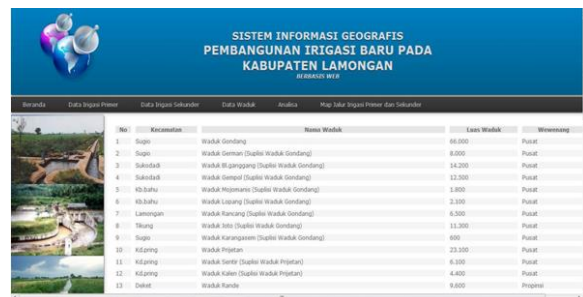 SISTEM INFORMASI GEOGRAFIS
PEMBANGUNAN IRIGASI BARU PADA
KABUPATEN LAMONGAN
BERBASIS WEB
Beranda Data Irigasi Primer Data Irigasi Sekunder Data Waduk Analisa Map Jalur Irigasi Primer dan Sekunder
No Kecamatan Nama Waduk Luas Waduk Wewenang
1 Sugio Waduk Gondang 66.000 Pusat
2 Sugio Waduk German (Suplisi Waduk Gondang) 8.000 Pusat
3 Sukodadi Waduk Bl.ganggang (Suplisi Waduk Gondang) 14.200 Pusat
4 Sukodadi Waduk Gempol (Suplisi Waduk Gondang) 12.300 Pusat
5 Kb.bahu Waduk Mojomanis (Suplisi Waduk Gondang) 1.800 Pusat
6 Kb.bahu Waduk Lopang (Suplisi Waduk Gondang) 2.100 Pusat
7 Lamongan Waduk Rancang (Suplisi Waduk Gondang) 6.500 Pusat
8 Tikung Waduk Joto (Suplisi Waduk Gondang) 11.300 Pusat
9 Sugio Waduk Karangasem (Suplisi Waduk Gondang) 600 Pusat
10 Kd.pring Waduk Prijetan 23.100 Pusat
11 Kd.pring Waduk Sentir (Suplisi Waduk Prijetan) 6.100 Pusat
12 Kd.pring Waduk Kalen (Suplisi Waduk Prijetan) 4.400 Pusat
13 Deket Waduk Rande 9.600 Propinsi